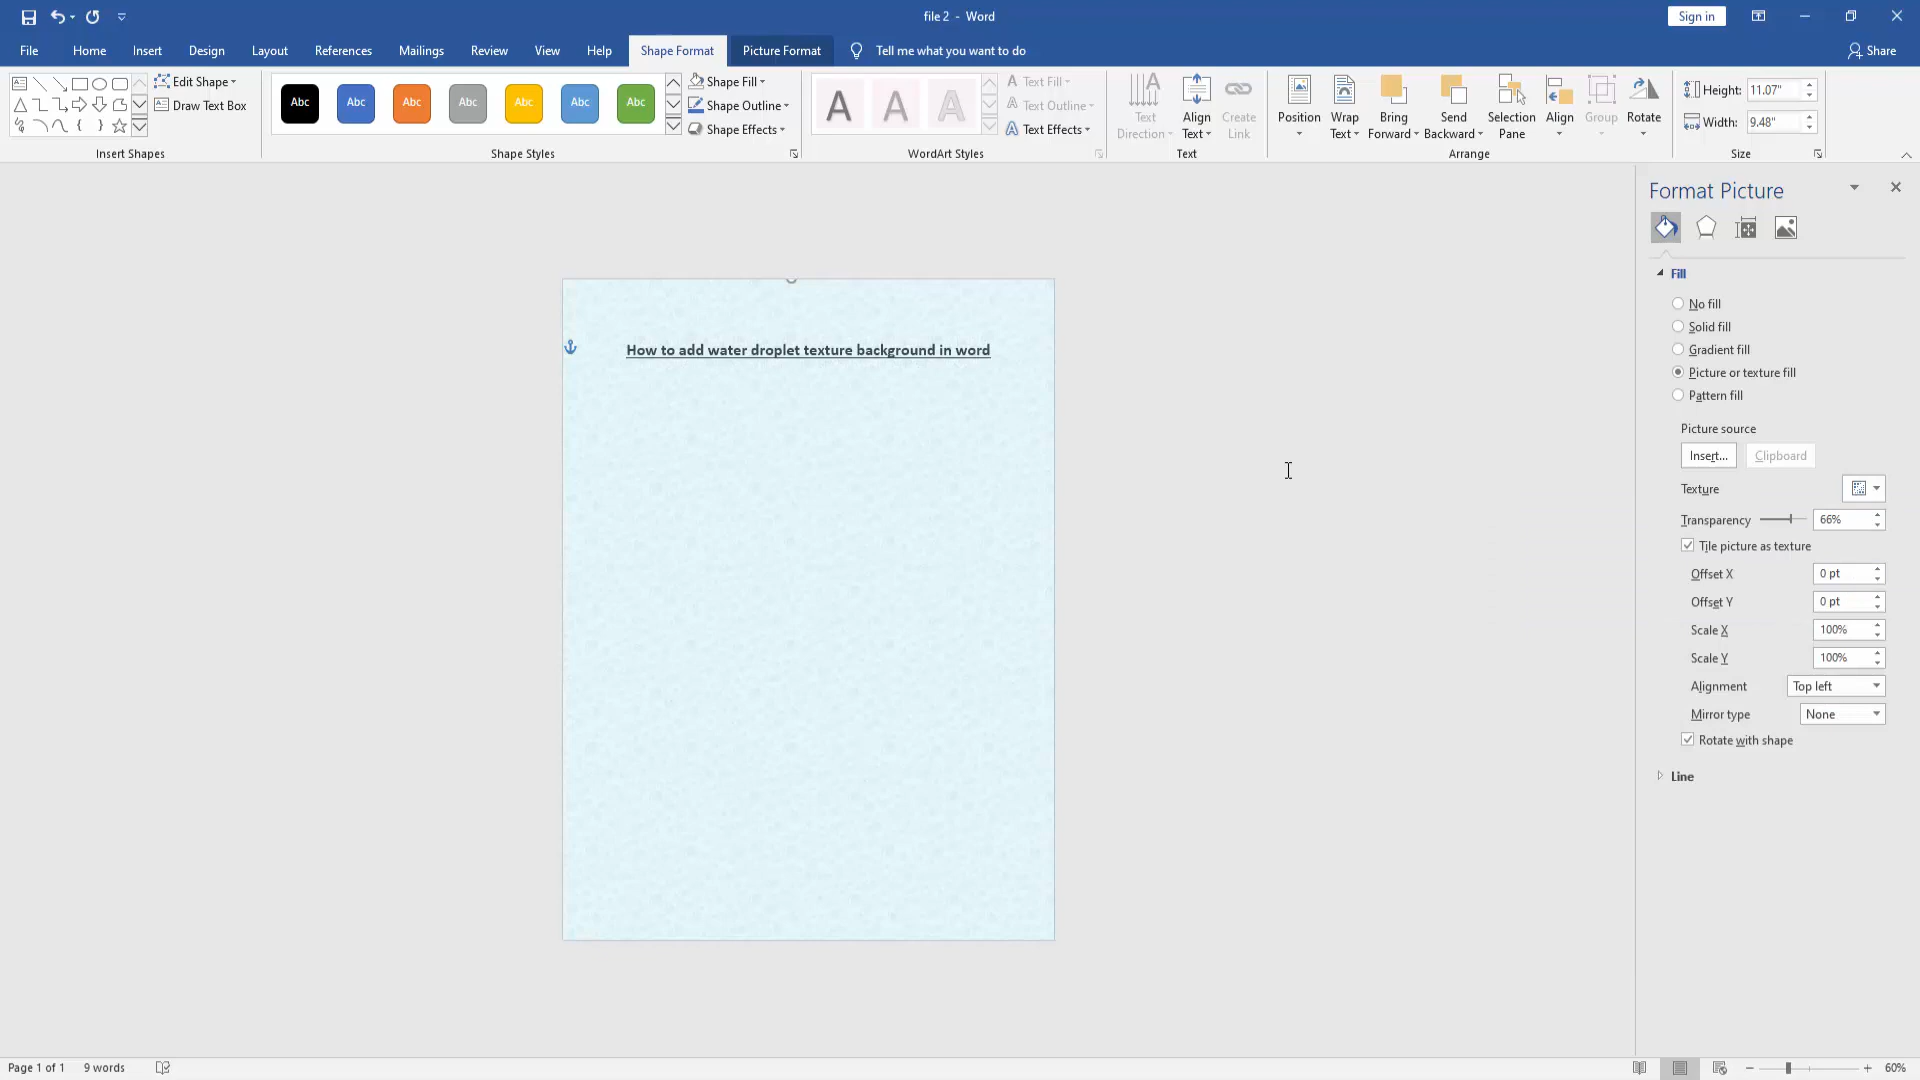 file 2 - Word
Sign in
File Home Insert Design Layout References Mailings Review View Help Shape Format Picture Format Tell me what you want to do Share
Edit Shape
Draw Text Box
Insert Shapes
Abc Abc Abc Abc Abc Abc Abc
Shape Fill
Shape Outline
Shape Effects
Shape Styles
A A A
A Text Fill
A Text Outline
A Text Effects
WordArt Styles
Text Direction
Align Text
Create Link
Text
Position
Wrap Text
Bring Forward
Send Backward
Selection Pane
Align
Group
Rotate
Arrange
Height: 11.07"
Width: 9.48"
Size
Format Picture
Fill
No fill
Solid fill
Gradient fill
Picture or texture fill
Pattern fill
Picture source
Insert... Clipboard
Texture
Transparency 66%
Tile picture as texture
Offset X 0 pt
Offset Y 0 pt
Scale X 100%
Scale Y 100%
Alignment Top left
Mirror type None
Rotate with shape
Line
How to add water droplet texture background in word
Page 1 of 1 9 words
60%